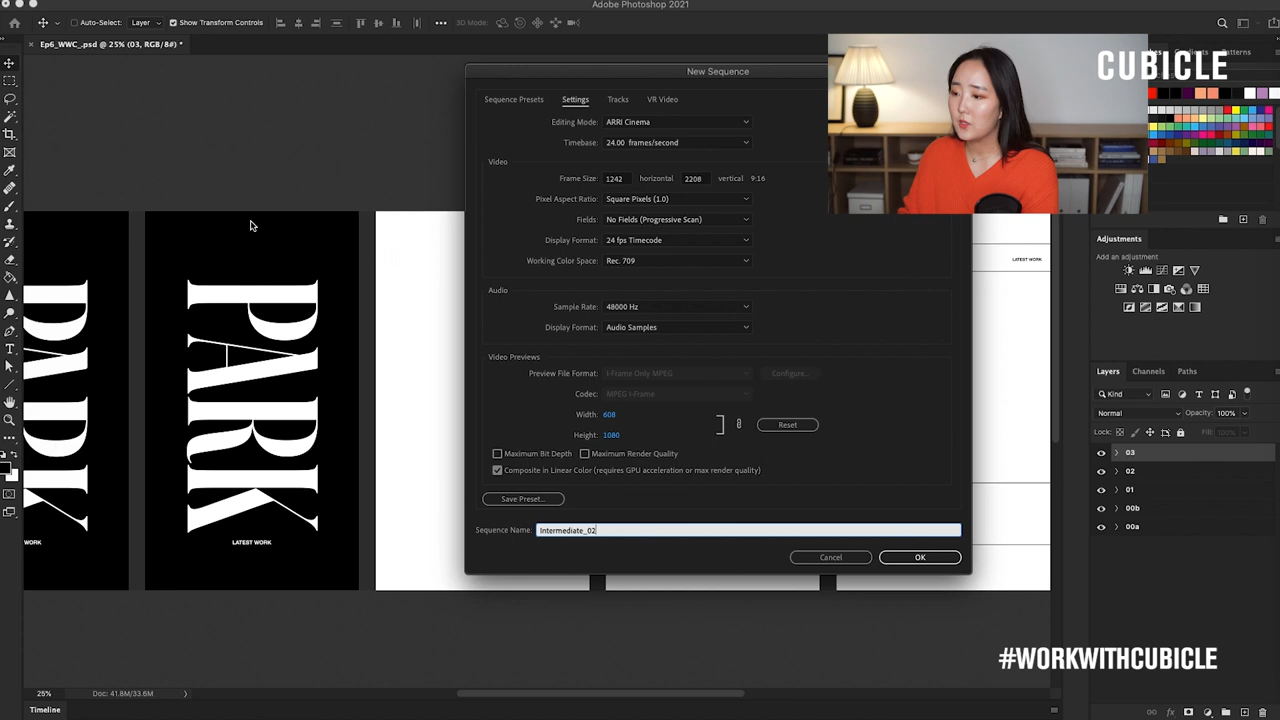 Adobe Photoshop 2021
Auto-Select: Layer Show Transform Controls 3D Mode:
Ep6_WWC_.psd @ 25% (03, RGB/8#) *
New Sequence
Sequence Presets Settings Tracks VR Video
Editing Mode: ARRI Cinema
Timebase: 24.00 frames/second
Video
Frame Size: 1242 horizontal 2208 vertical 9:16
Pixel Aspect Ratio: Square Pixels (1.0)
Fields: No Fields (Progressive Scan)
Display Format: 24 fps Timecode
Working Color Space: Rec. 709
Audio
Sample Rate: 48000 Hz
Display Format: Audio Samples
Video Previews
Preview File Format: I-Frame Only MPEG Configure...
Codec: MPEG I-Frame
Width: 608
Height: 1080
Reset
Maximum Bit Depth Maximum Render Quality
Composite in Linear Color (requires GPU acceleration or max render quality)
Save Preset...
Sequence Name: Intermediate_02
Cancel OK
PARK
WORK
PARK
LATEST WORK
LATEST WORK
CUBICLE
Patterns
Adjustments
Add an adjustment
Layers Channels Paths
Kind
Normal Opacity: 100%
Lock: Fill: 100%
03
02
01
00b
00a
#WORKWITHCUBICLE
25% Doc: 41.8M/33.6M
Timeline